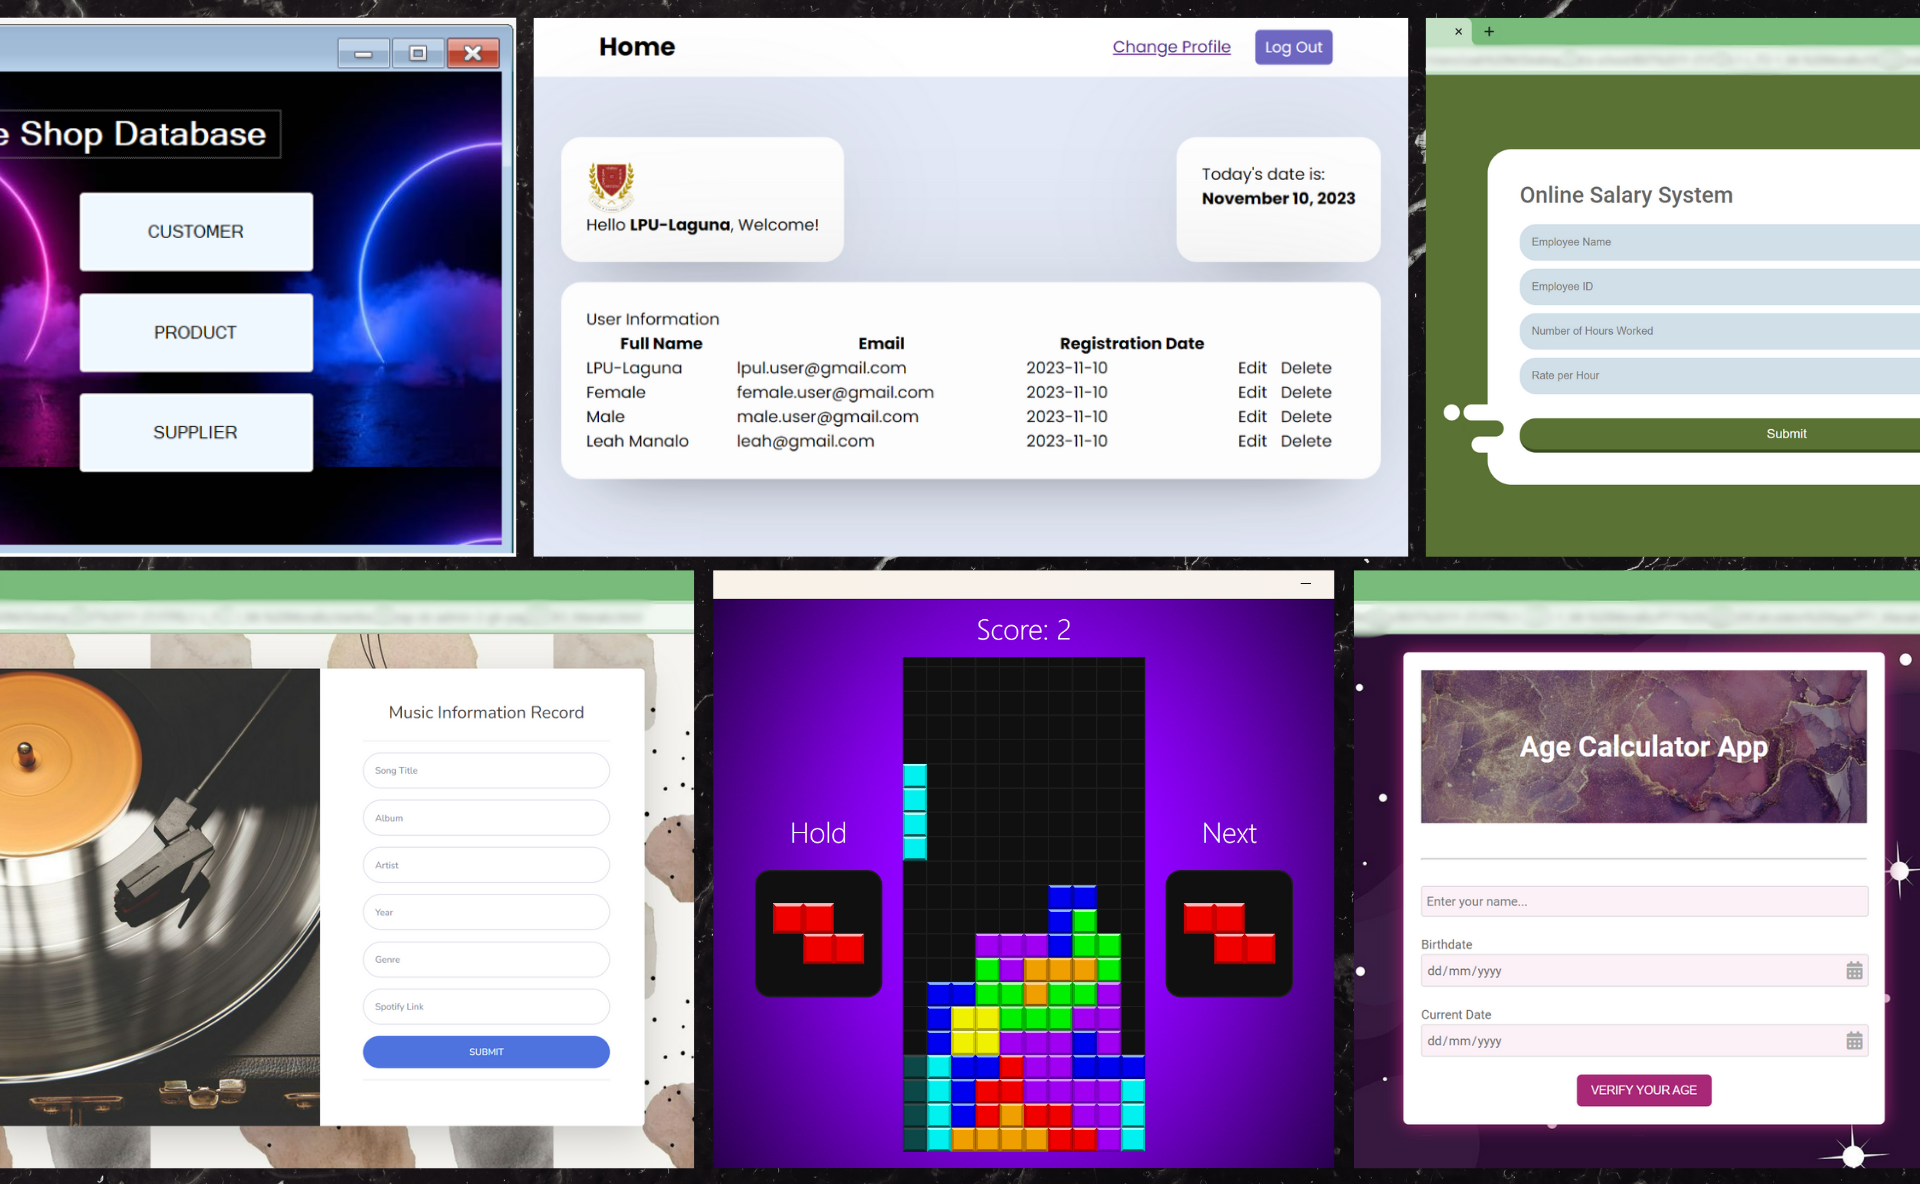 e Shop Database
CUSTOMER
PRODUCT
SUPPLIER
Home
Change Profile
Log Out
Hello LPU-Laguna, Welcome!
Today's date is:
November 10, 2023
User Information
Full Name Email Registration Date
LPU-Laguna lpul.user@gmail.com 2023-11-10 Edit Delete
Female female.user@gmail.com 2023-11-10 Edit Delete
Male male.user@gmail.com 2023-11-10 Edit Delete
Leah Manalo leah@gmail.com 2023-11-10 Edit Delete
Online Salary System
Employee Name
Employee ID
Number of Hours Worked
Rate per Hour
Submit
Music Information Record
Song Title
Album
Artist
Year
Genre
Spotify Link
SUBMIT
Score: 2
Hold
Next
Age Calculator App
Enter your name...
Birthdate
dd/mm/yyyy
Current Date
dd/mm/yyyy
VERIFY YOUR AGE